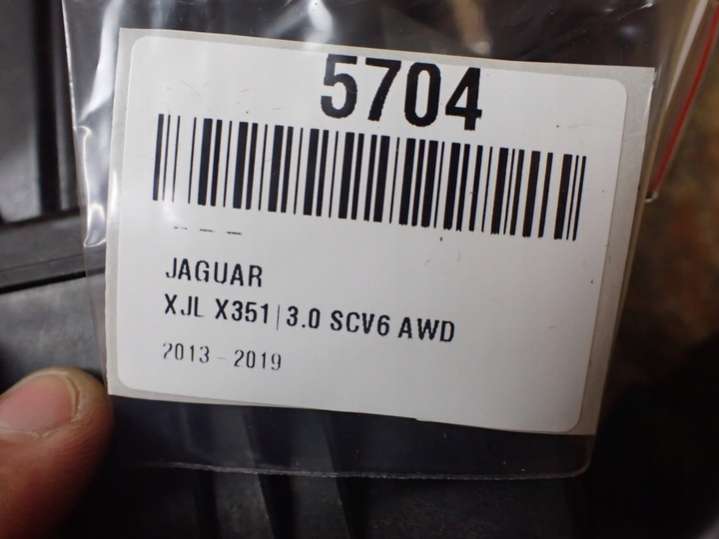 5704
JAGUAR
XJL X351|3.0 SCV6 AWD
2013 - 2019